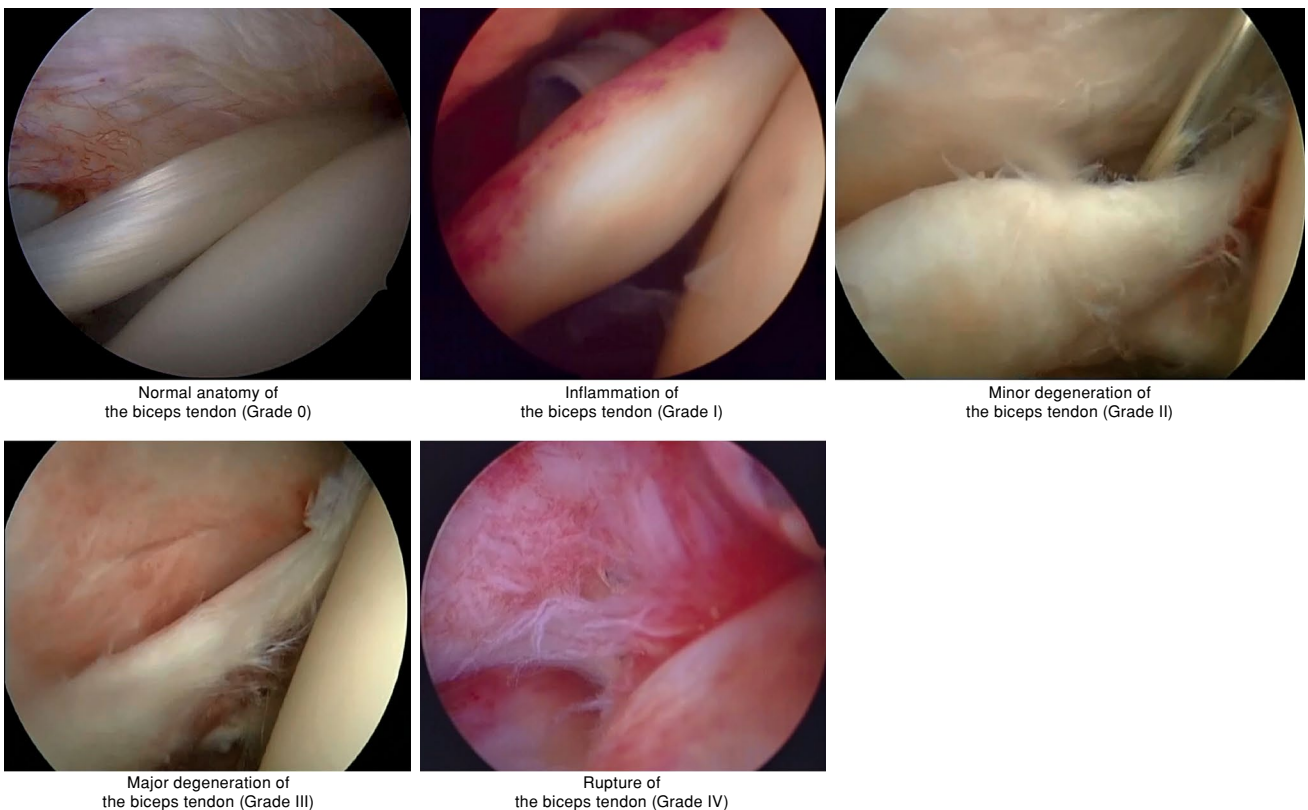 Normal anatomy of
the biceps tendon (Grade 0)
Inflammation of
the biceps tendon (Grade I)
Minor degeneration of
the biceps tendon (Grade II)
Major degeneration of
the biceps tendon (Grade III)
Rupture of
the biceps tendon (Grade IV)